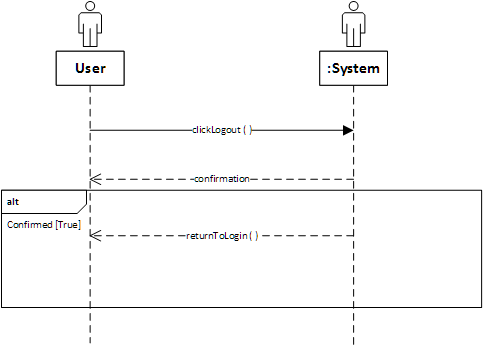 User
:System
clickLogout ( )
confirmation
alt
Confirmed [True]
returnToLogin ( )